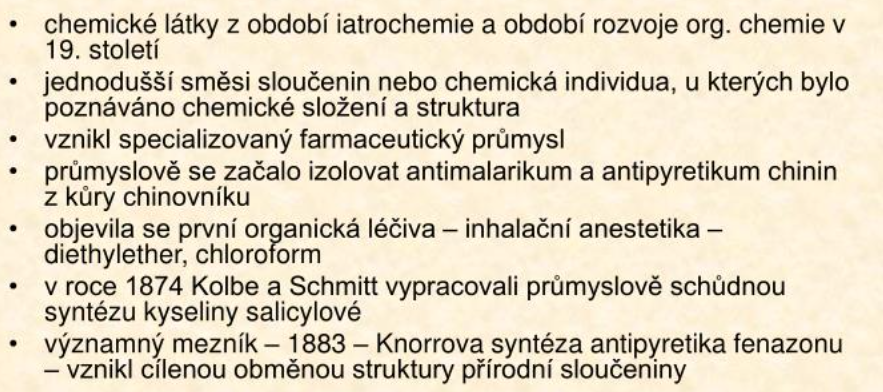 • chemické látky z období iatrochemie a období rozvoje org. chemie v
19. století
• jednodušší směsi sloučenin nebo chemická individua, u kterých bylo
poznáváno chemické složení a struktura
• vznikl specializovaný farmaceutický průmysl
• průmyslově se začalo izolovat antimalarikum a antipyretikum chinin
z kůry chinovníku
• objevila se první organická léčiva – inhalační anestetika –
diethylether, chloroform
• v roce 1874 Kolbe a Schmitt vypracovali průmyslově schůdnou
syntézu kyseliny salicylové
• významný mezník – 1883 – Knorrova syntéza antipyretika fenazonu
– vznikl cílenou obměnou struktury přírodní sloučeniny